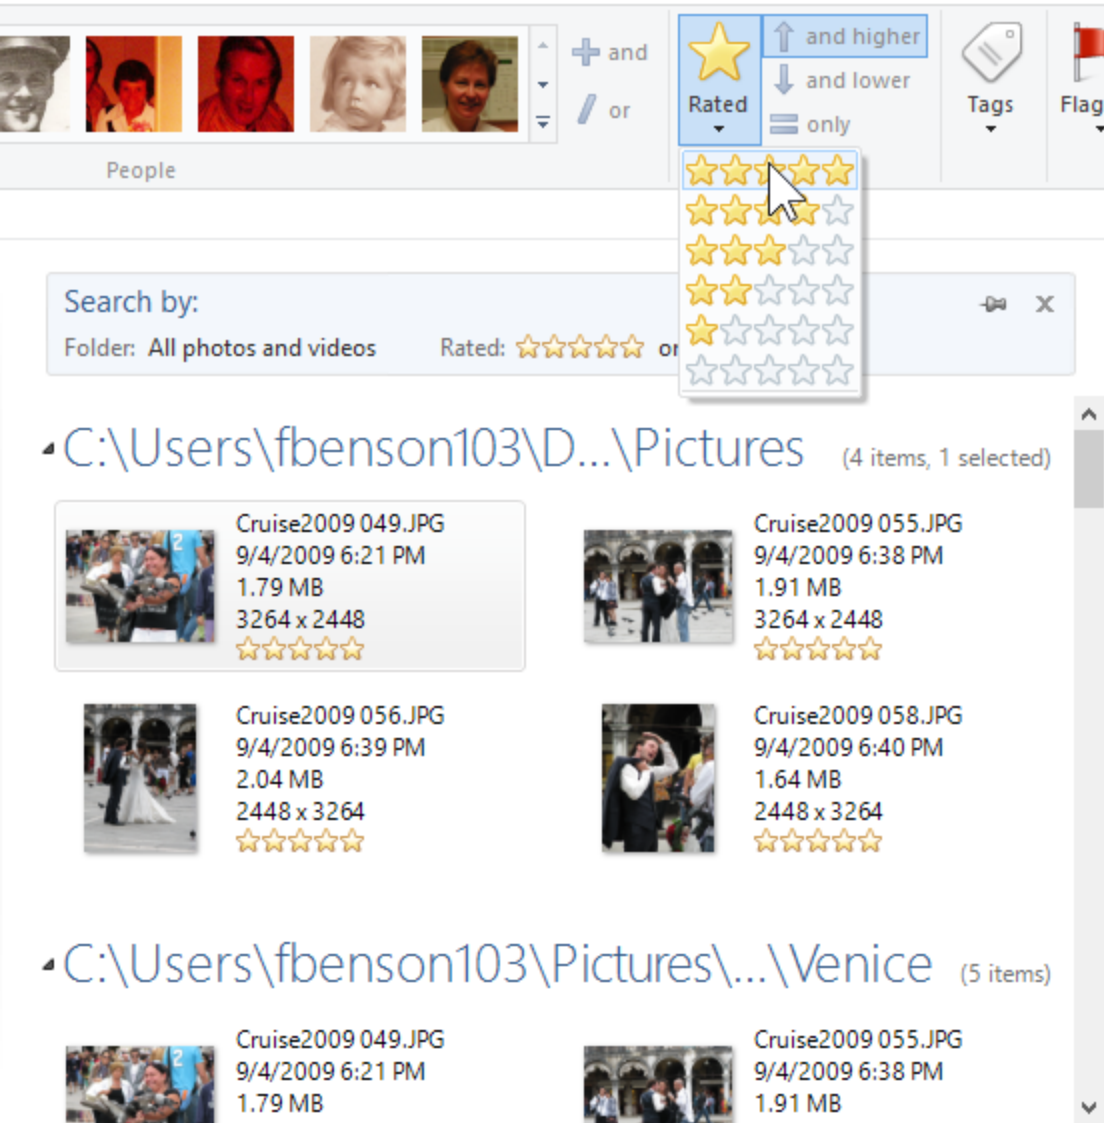 and
or
Rated
and higher
and lower
only
Tags
Flag
People
Search by:
Folder: All photos and videos Rated: or
C:\Users\fbenson103\D...\Pictures (4 items, 1 selected)
Cruise2009 049.JPG
9/4/2009 6:21 PM
1.79 MB
3264 x 2448
Cruise2009 055.JPG
9/4/2009 6:38 PM
1.91 MB
3264 x 2448
Cruise2009 056.JPG
9/4/2009 6:39 PM
2.04 MB
2448 x 3264
Cruise2009 058.JPG
9/4/2009 6:40 PM
1.64 MB
2448 x 3264
C:\Users\fbenson103\Pictures\...\Venice (5 items)
Cruise2009 049.JPG
9/4/2009 6:21 PM
1.79 MB
Cruise2009 055.JPG
9/4/2009 6:38 PM
1.91 MB